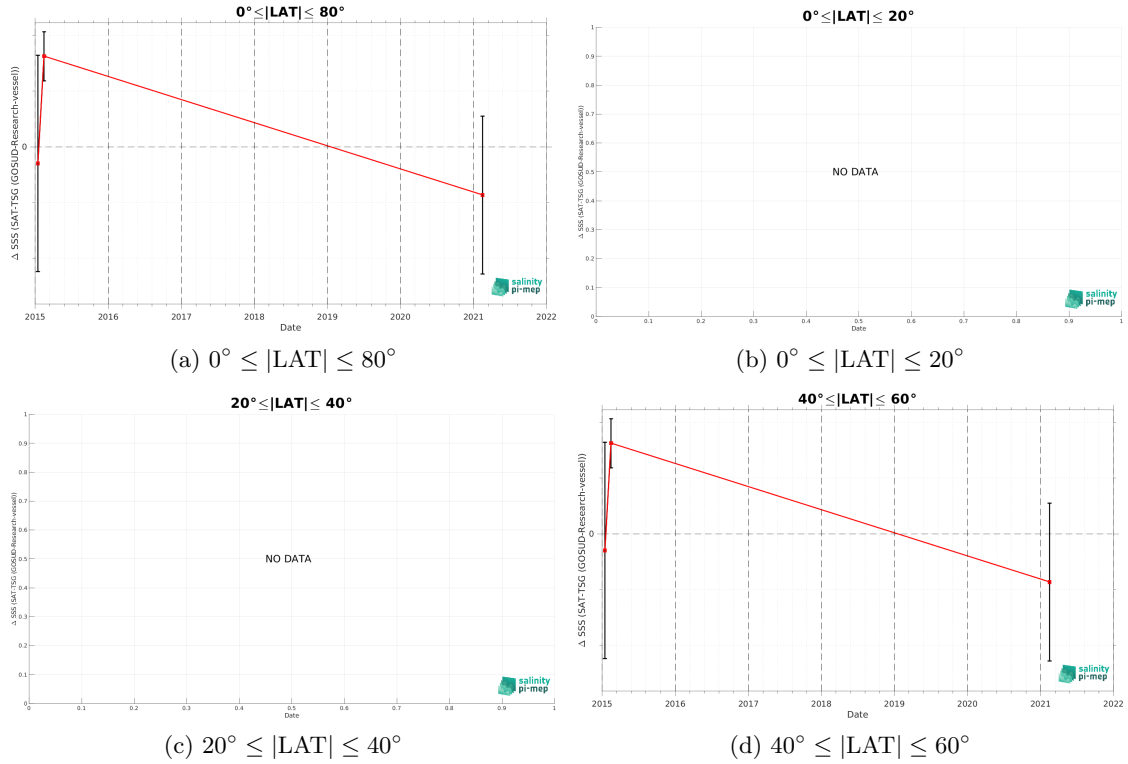 0°≤|LAT|≤ 80°
Δ SSS (SAT-TSG (GOSUD-Research-vessel))
0
salinity
pi-mep
2015 2016 2017 2018 2019 2020 2021 2022
Date
(a) 0° ≤ |LAT| ≤ 80°
0°≤|LAT|≤ 20°
Δ SSS (SAT-TSG (GOSUD-Research-vessel))
1
0.9
0.8
0.7
0.6
0.5
0.4
0.3
0.2
0.1
0
NO DATA
salinity
pi-mep
0 0.1 0.2 0.3 0.4 0.5 0.6 0.7 0.8 0.9 1
Date
(b) 0° ≤ |LAT| ≤ 20°
20°≤|LAT|≤ 40°
Δ SSS (SAT-TSG (GOSUD-Research-vessel))
1
0.9
0.8
0.7
0.6
0.5
0.4
0.3
0.2
0.1
0
NO DATA
salinity
pi-mep
0 0.1 0.2 0.3 0.4 0.5 0.6 0.7 0.8 0.9 1
Date
(c) 20° ≤ |LAT| ≤ 40°
40°≤|LAT|≤ 60°
Δ SSS (SAT-TSG (GOSUD-Research-vessel))
0
salinity
pi-mep
2015 2016 2017 2018 2019 2020 2021 2022
Date
(d) 40° ≤ |LAT| ≤ 60°